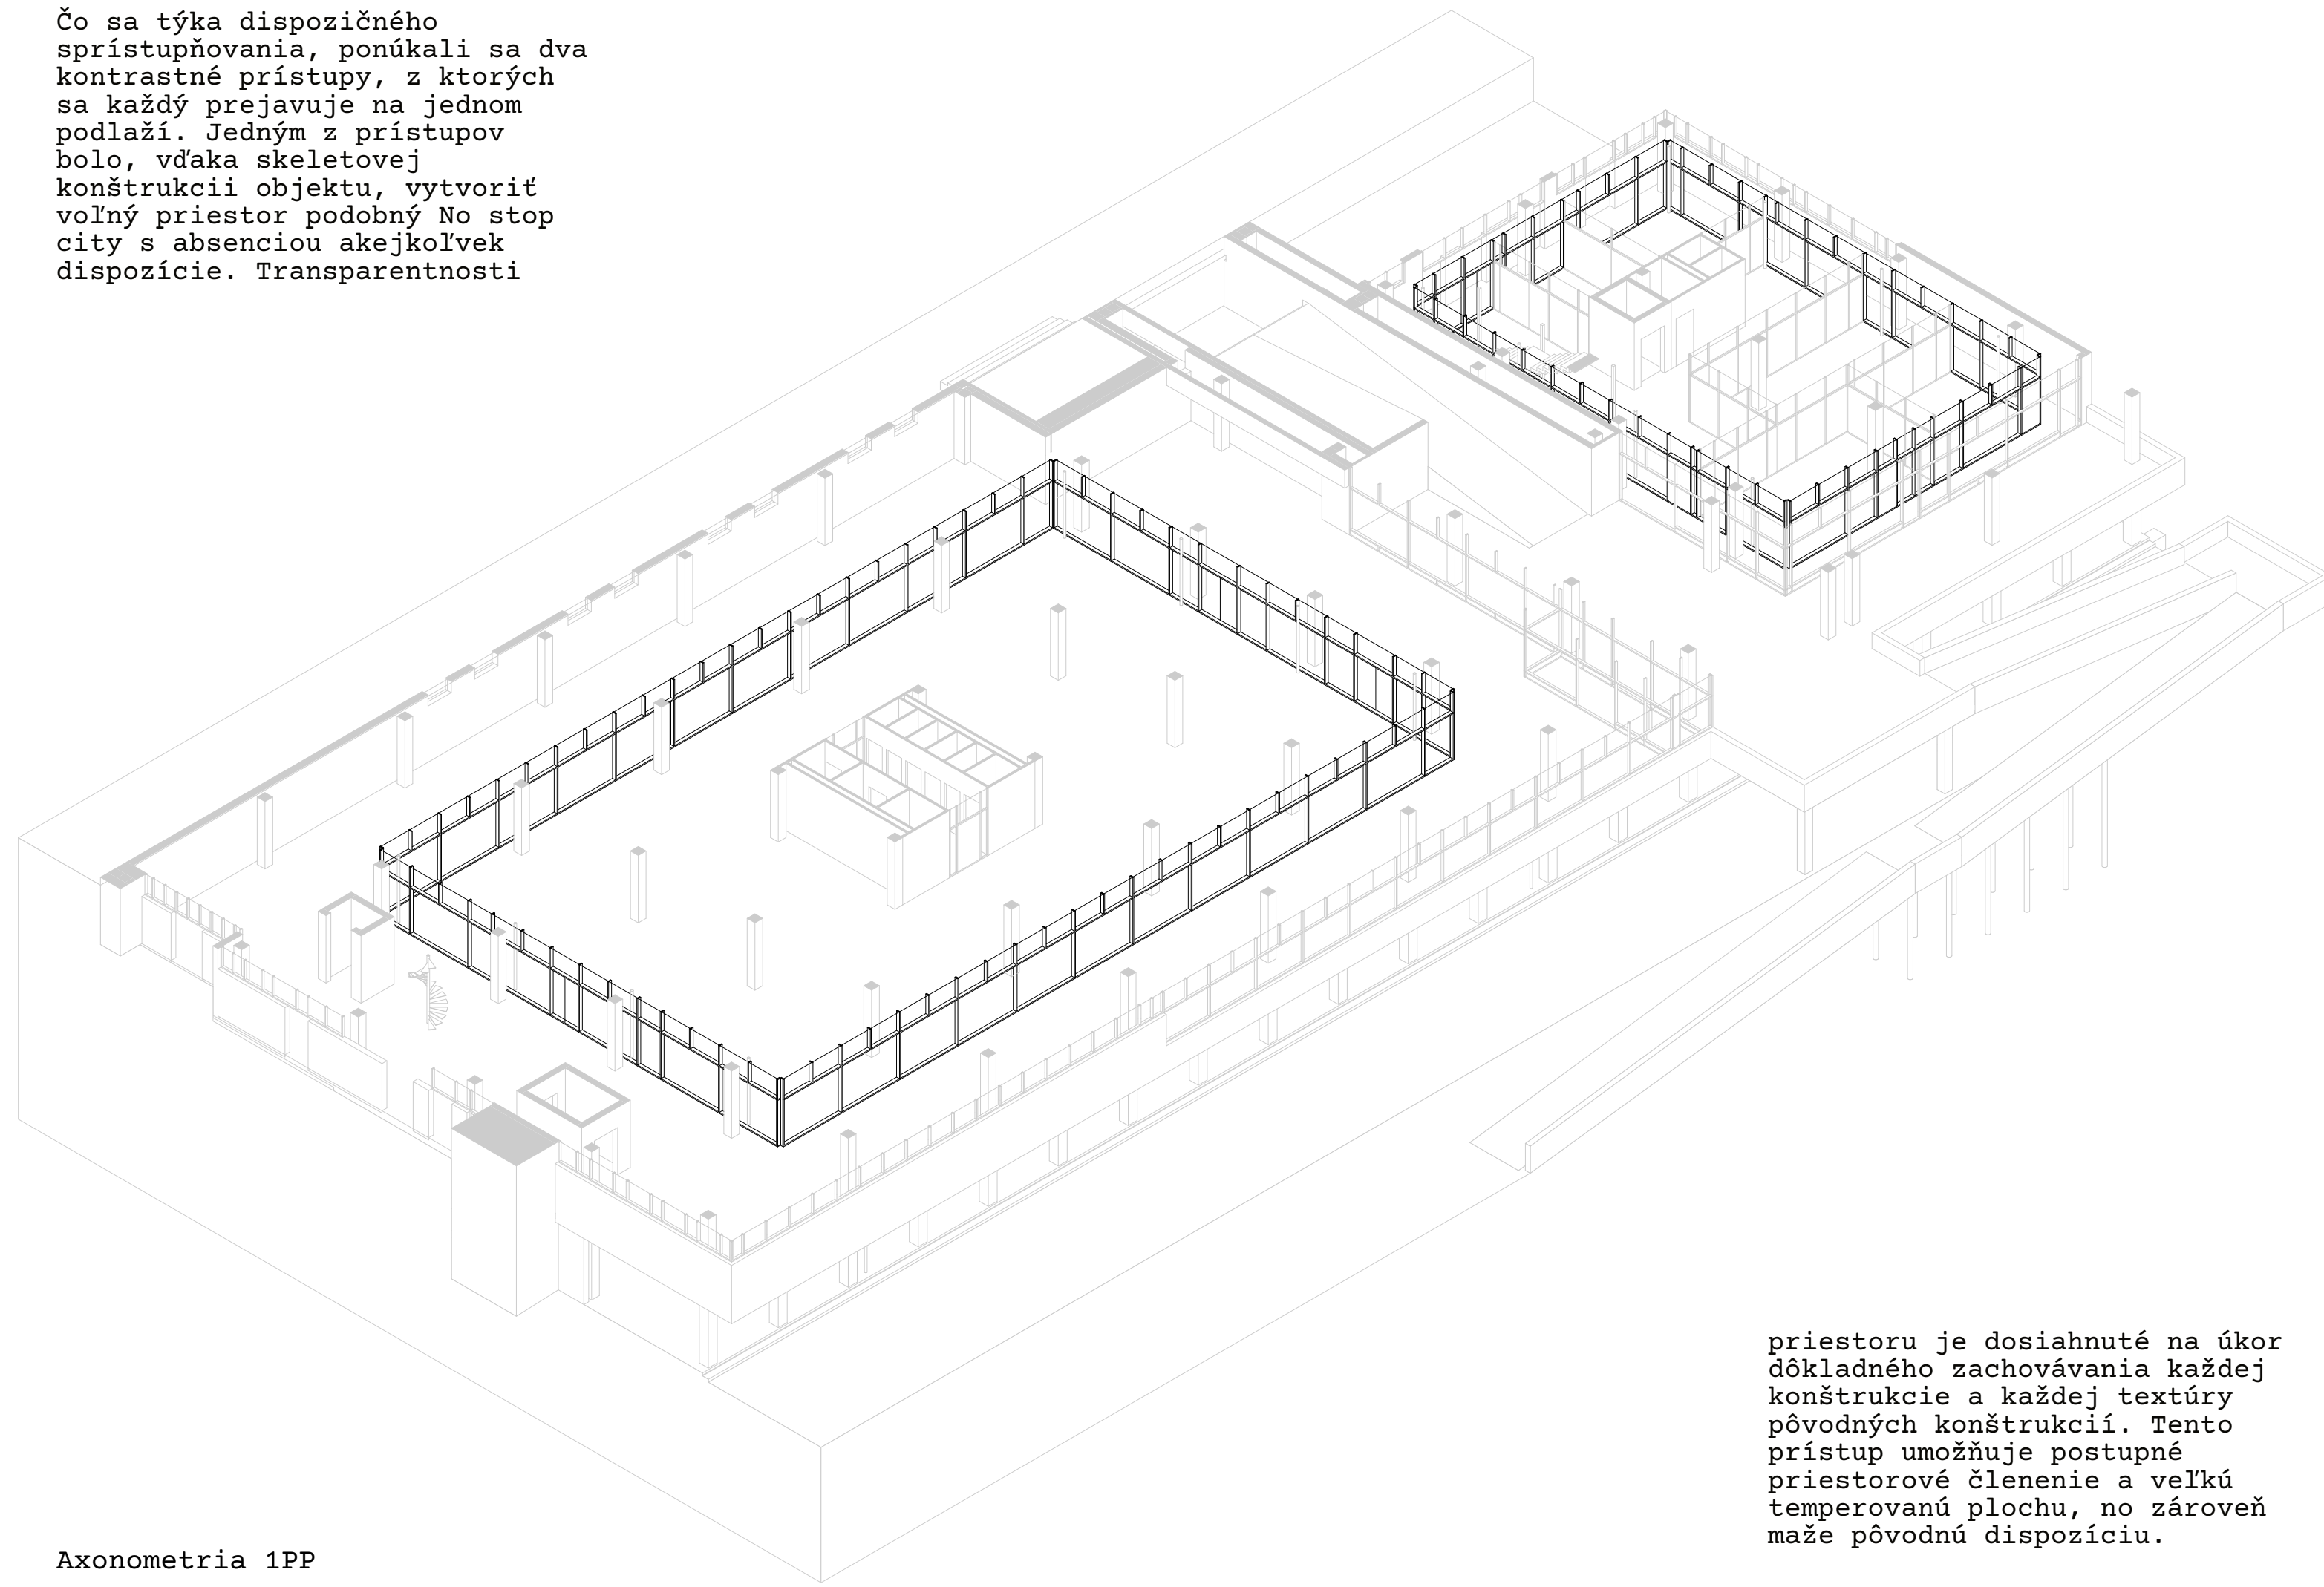 Čo sa týka dispozičného
sprístupňovania, ponúkali sa dva
kontrastné prístupy, z ktorých
sa každý prejavuje na jednom
podlaží. Jedným z prístupov
bolo, vďaka skeletovej
konštrukcii objektu, vytvoriť
voľný priestor podobný No stop
city s absenciou akejkoľvek
dispozície. Transparentnosti
priestoru je dosiahnuté na úkor
dôkladného zachovávania každej
konštrukcie a každej textúry
pôvodných konštrukcií. Tento
prístup umožňuje postupné
priestorové členenie a veľkú
temperovanú plochu, no zároveň
maže pôvodnú dispozíciu.
Axonometria 1PP